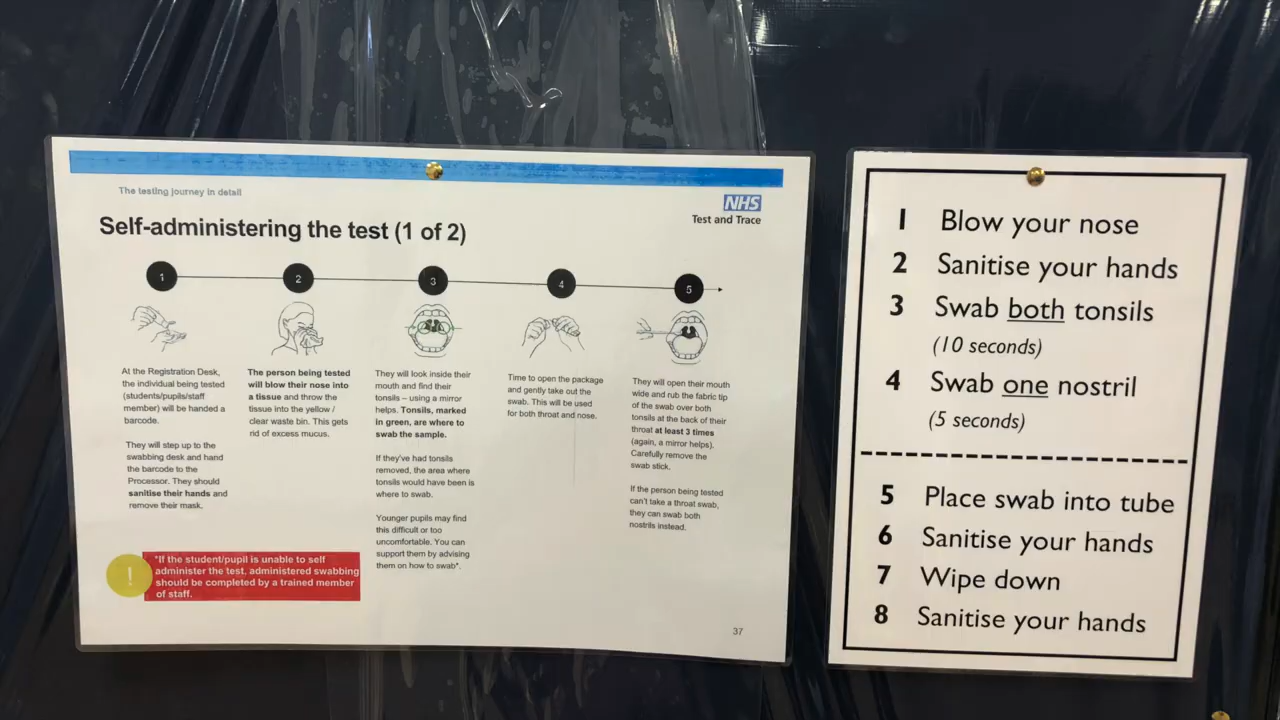 The testing journey in detail
NHS
Test and Trace
Self-administering the test (1 of 2)
1
2
3
4
5
At the Registration Desk,
the individual being tested
(students/pupils/staff
member) will be handed a
barcode.
They will step up to the
swabbing desk and hand
the barcode to the
Processor. They should
sanitise their hands and
remove their mask.
The person being tested
will blow their nose into
a tissue and throw the
tissue into the yellow /
clear waste bin. This gets
rid of excess mucus.
They will look inside their
mouth and find their
tonsils – using a mirror
helps. Tonsils, marked
in green, are where to
swab the sample.
If they've had tonsils
removed, the area where
tonsils would have been is
where to swab.
Younger pupils may find
this difficult or too
uncomfortable. You can
support them by advising
them on how to swab*.
Time to open the package
and gently take out the
swab. This will be used
for both throat and nose.
They will open their mouth
wide and rub the fabric tip
of the swab over both
tonsils at the back of their
throat at least 3 times
(again, a mirror helps).
Carefully remove the
swab stick.
If the person being tested
can't take a throat swab,
they can swab both
nostrils instead.
!
*If the student/pupil is unable to self
administer the test, administered swabbing
should be completed by a trained member
of staff.
37
1 Blow your nose
2 Sanitise your hands
3 Swab both tonsils
(10 seconds)
4 Swab one nostril
(5 seconds)
5 Place swab into tube
6 Sanitise your hands
7 Wipe down
8 Sanitise your hands